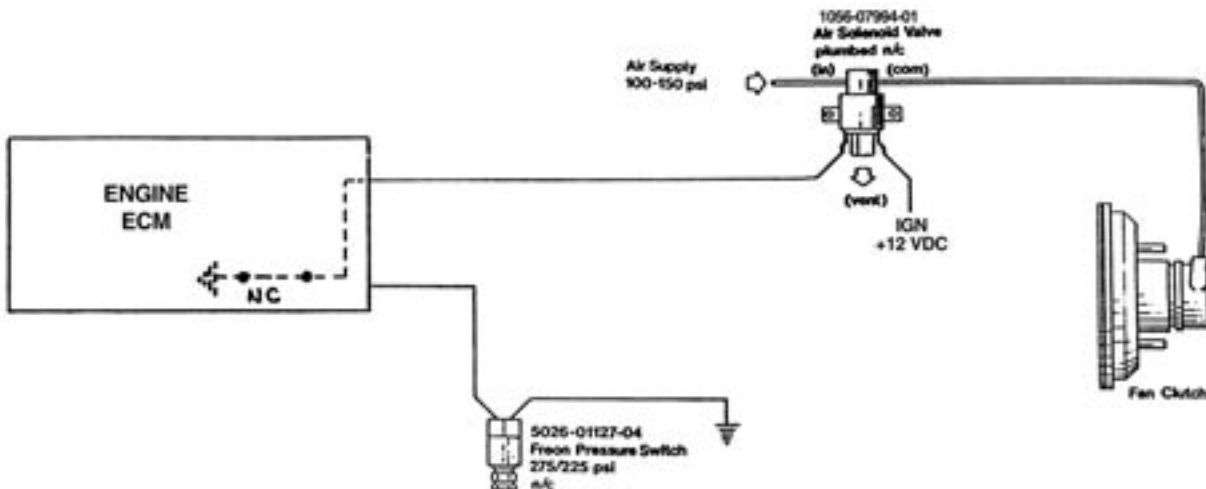 1056-07994-01
Air Solenoid Valve
plumbed n/c
(in) (com)
Air Supply
100-150 psi
ENGINE
ECM
(vent)
IGN
+12 VDC
NC
Fan Clutch
5026-01127-04
Freon Pressure Switch
275/225 psi
n/c